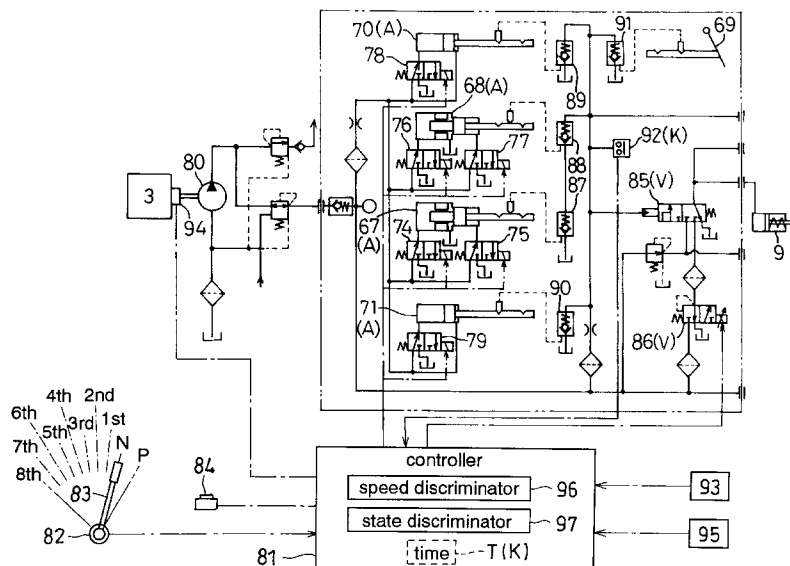 70(A)
91
69
78
89
68(A)
76
77
92(K)
88
80
85(V)
3
87
94
67
(A)
74
75
9
90
71
(A)
79
86(V)
2nd
4th
1st
6th
3rd
5th
N
7th
P
8th
83
84
82
controller
speed discriminator
96
93
state discriminator
97
95
81
time
T(K)